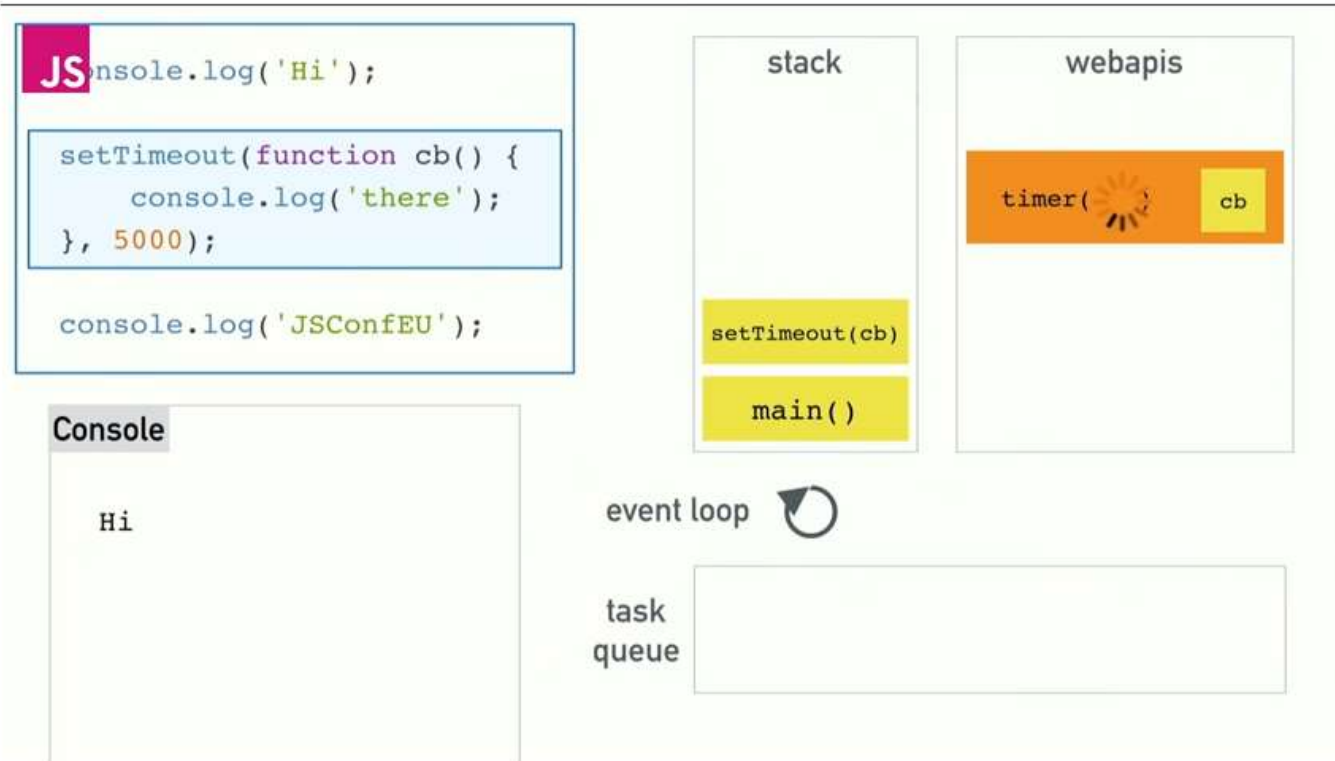 JS
nsole.log('Hi');
setTimeout(function cb() {
console.log('there');
}, 5000);
console.log('JSConfEU');
Console
Hi
stack
setTimeout(cb)
main()
webapis
timer(
cb
event loop
task
queue